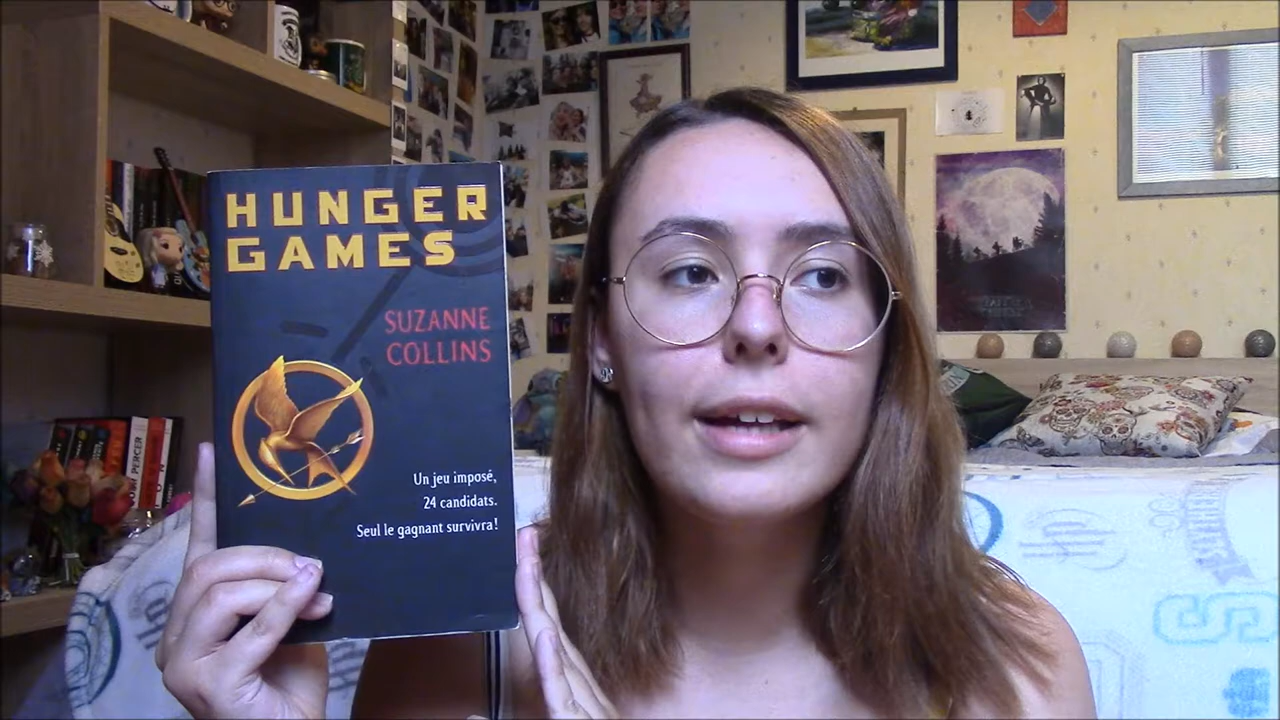 HUNGER
GAMES
SUZANNE
COLLINS
Un jeu imposé,
24 candidats.
Seul le gagnant survivra!